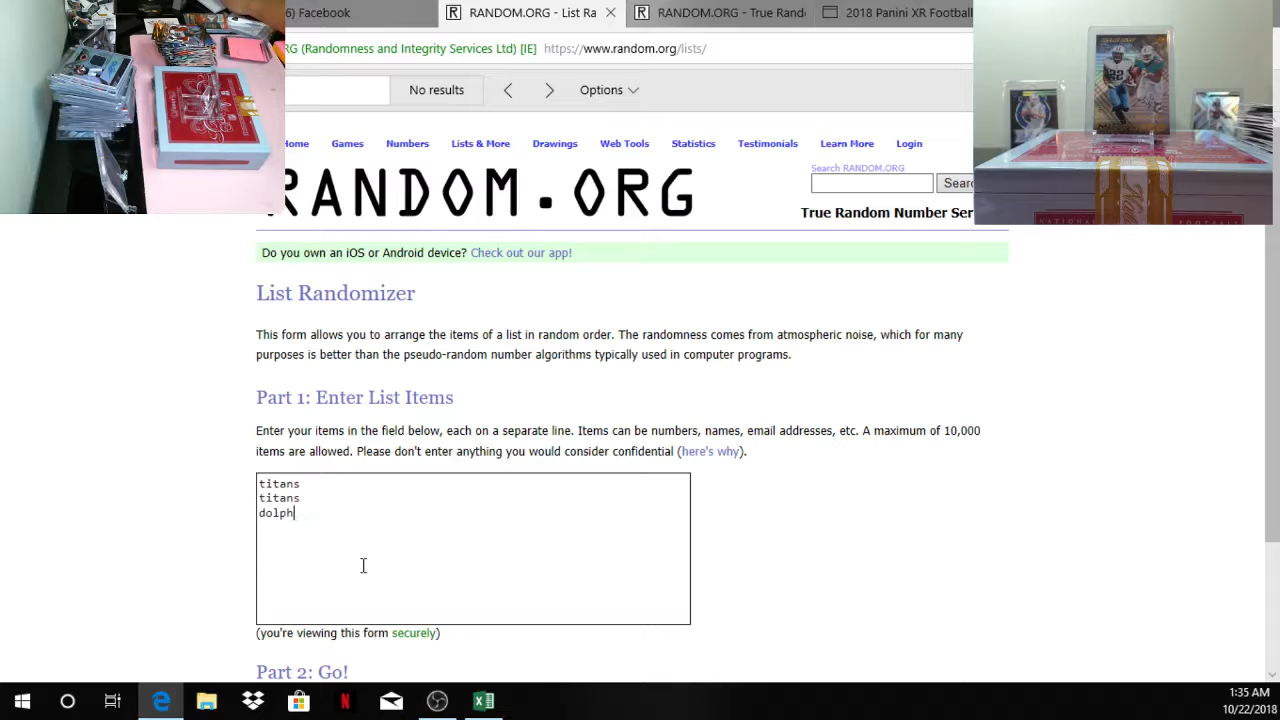 6) Facebook
RANDOM.ORG - List Ra
RANDOM.ORG - True Rand
2018 Panini XR Football
RG (Randomness and Integrity Services Ltd) [IE] https://www.random.org/lists/
No results
Options
Home Games Numbers Lists & More Drawings Web Tools Statistics Testimonials Learn More Login
Search RANDOM.ORG
RANDOM.ORG
Sear
True Random Number Ser
Do you own an iOS or Android device? Check out our app!
List Randomizer
This form allows you to arrange the items of a list in random order. The randomness comes from atmospheric noise, which for many
purposes is better than the pseudo-random number algorithms typically used in computer programs.
Part 1: Enter List Items
Enter your items in the field below, each on a separate line. Items can be numbers, names, email addresses, etc. A maximum of 10,000
items are allowed. Please don't enter anything you would consider confidential (here's why).
titans
titans
dolph
(you're viewing this form securely)
Part 2: Go!
1:35 AM
10/22/2018